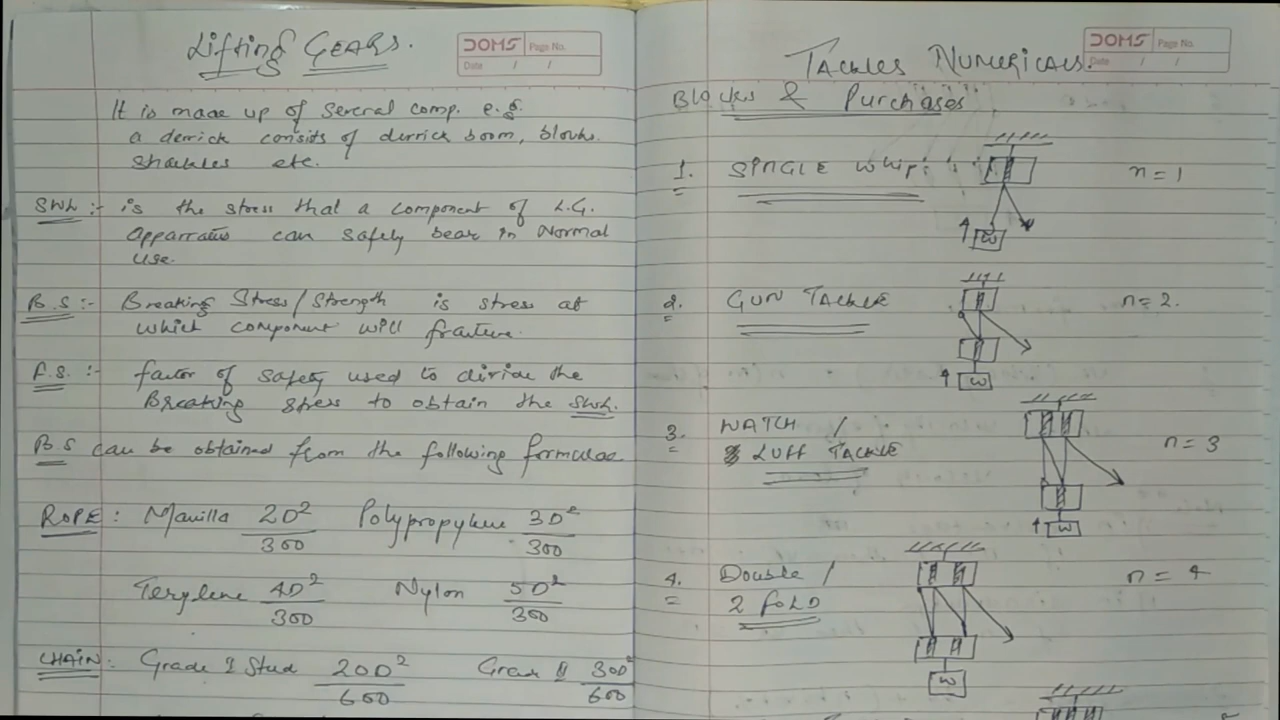 Lifting GEARS.
DOMS Page No.
Date / /
It is made up of several comp. e.g.
a derrick consists of derrick boom, blocks.
Shackles etc.
SWL :- is the stress that a component of L.G.
Apparratus can safely bear in Normal
use.
B.S :- Breaking Stress/Strength is stress at
which component will fracture.
F.S. :- factor of safety used to divide the
Breaking stress to obtain the SWL.
B.S can be obtained from the following formulae
ROPE : Manilla 2D²/300 Polypropylene 3D²/300
Terylene 4D²/300 Nylon 5D²/300
CHAIN : Grade I Stud 20D²/600 Grade II 30D²/600
DOMS Page No.
Date / /
TACKLES NUMERICALS.
Blocks & Purchases
1. SINGLE Whip: n = 1
W
2. GUN TACKLE n = 2.
W
3. WATCH /
LUFF TACKLE n = 3
W
4. Double / n = 4
2 FOLD
W